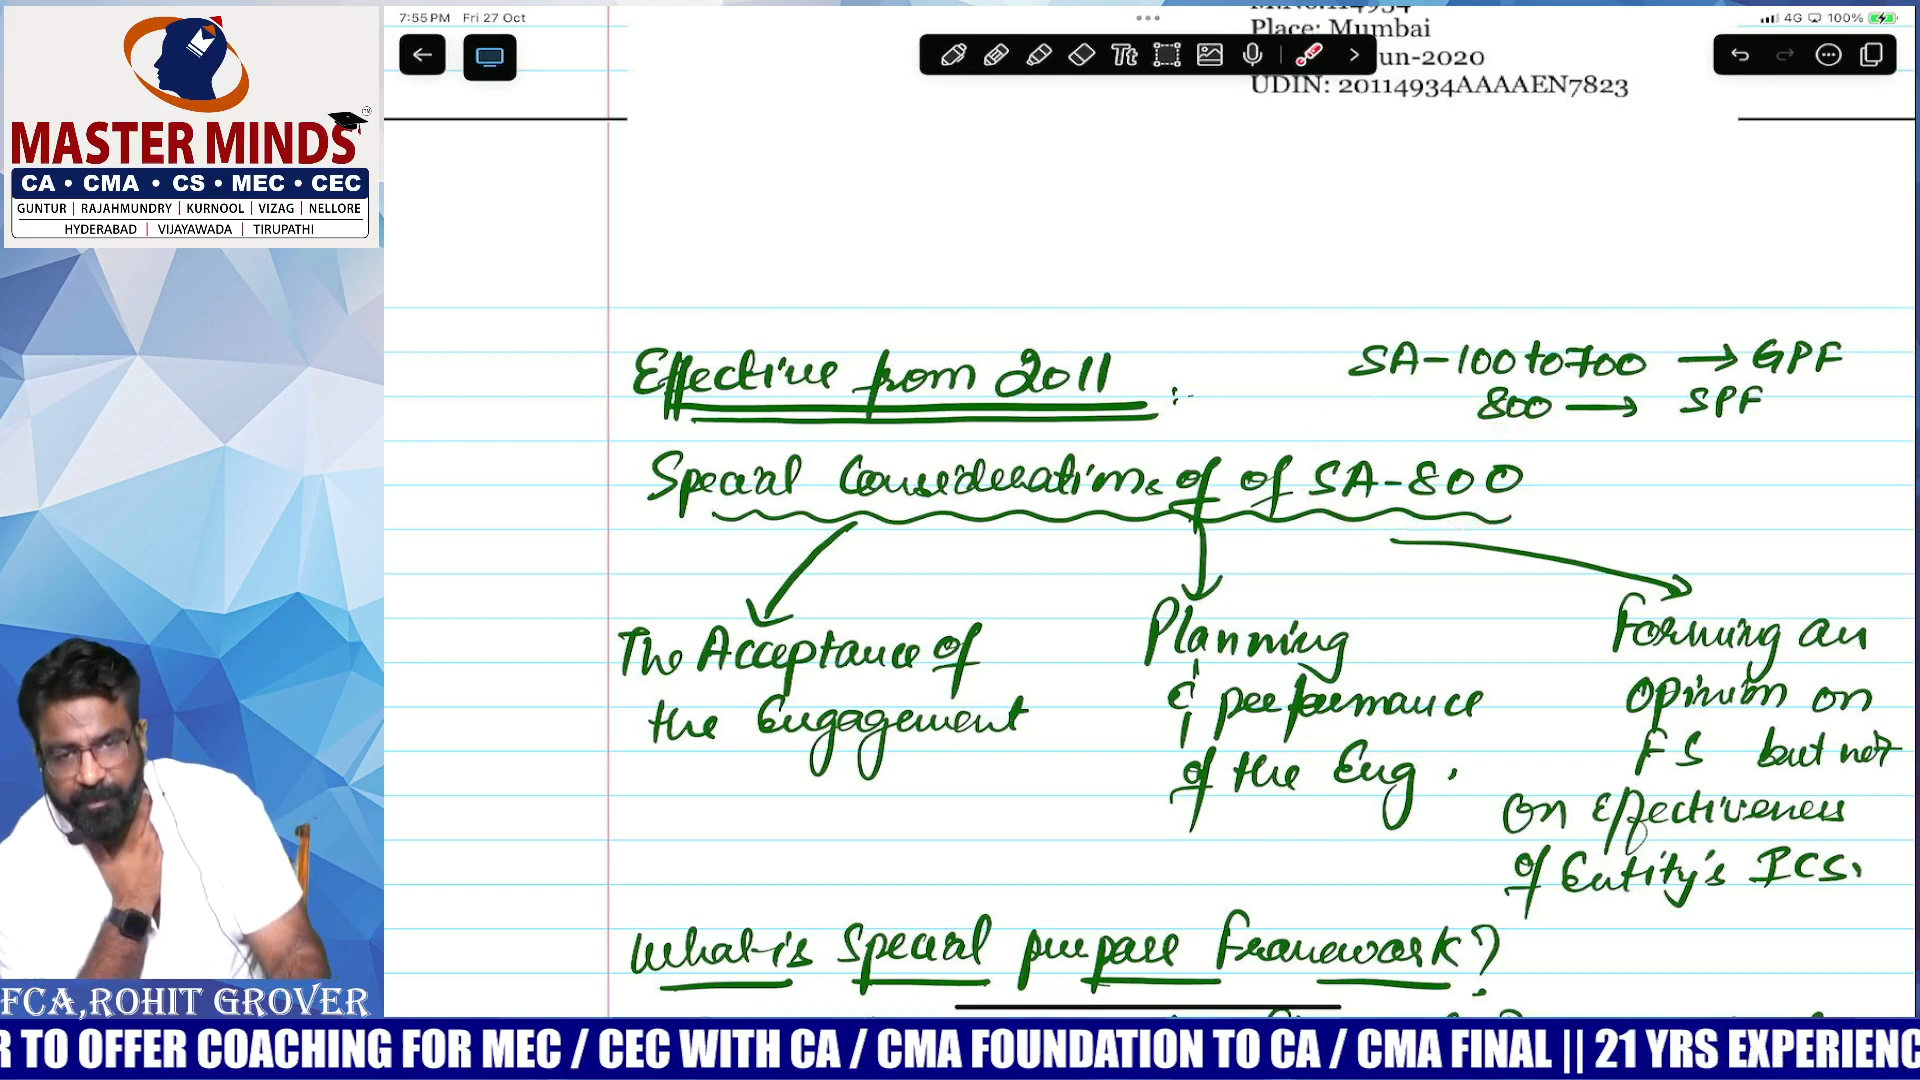 7:55 PM Fri 27 Oct
4G 100%
Place: Mumbai
un-2020
UDIN: 20114934AAAAEN7823
Tt
MASTER MINDS
TM
CA • CMA • CS • MEC • CEC
GUNTUR | RAJAHMUNDRY | KURNOOL | VIZAG | NELLORE
HYDERABAD | VIJAYAWADA | TIRUPATHI
Effective from 2011 :-
SA-100 to 700 → GPF
800 → SPF
Special Considerations of of SA-800
The Acceptance of
the Engagement
Planning
& performance
of the Eng.
Forming an
opinion on
FS but not
on Effectiveness
of Entity's ICS.
What is Special purpose Framework?
FCA,ROHIT GROVER
R TO OFFER COACHING FOR MEC / CEC WITH CA / CMA FOUNDATION TO CA / CMA FINAL || 21 YRS EXPERIENC